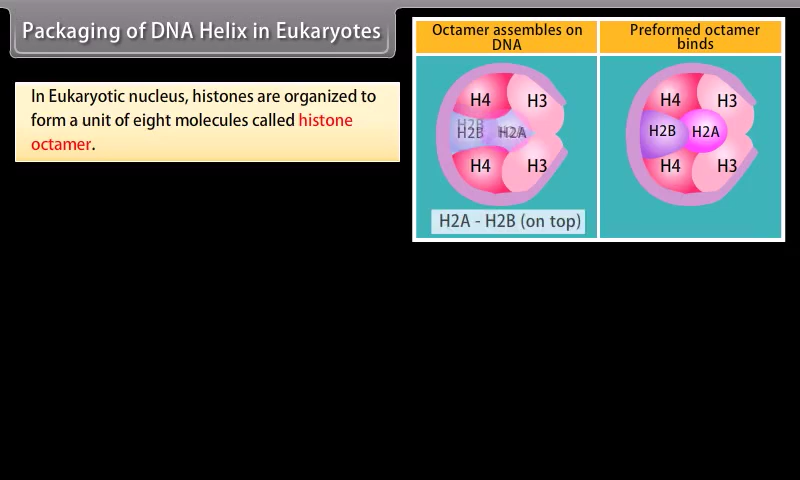 Packaging of DNA Helix in Eukaryotes
In Eukaryotic nucleus, histones are organized to
form a unit of eight molecules called histone
octamer.
Octamer assembles on
DNA
H4 H3
H2B H2A
H2B H2A
H4 H3
H2A - H2B (on top)
Preformed octamer
binds
H4 H3
H2B H2A
H4 H3